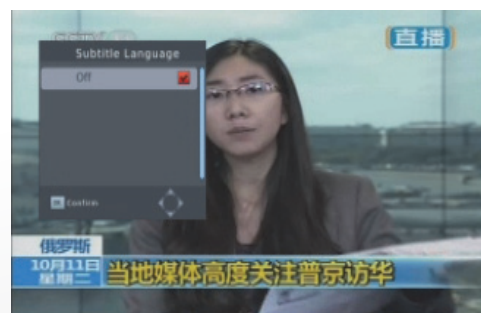 直播
Subtitle Language
Off
OK Confirm
俄罗斯
10月11日
星期二
当地媒体高度关注普京访华